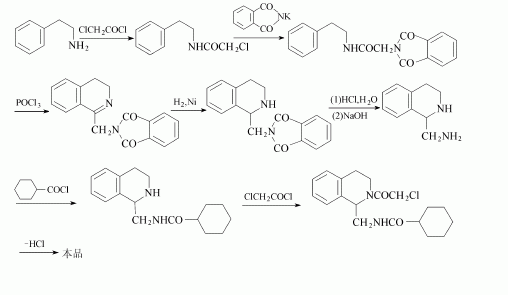 NH₂
ClCH₂COCl
NHCOCH₂Cl
CO
NK
CO
NHCOCH₂N
CO
CO
POCl₃
N
CH₂N
CO
CO
H₂,Ni
NH
CH₂N
CO
CO
(1)HCl,H₂O
(2)NaOH
NH
CH₂NH₂
COCl
NH
CH₂NHCO
ClCH₂COCl
NCOCH₂Cl
CH₂NHCO
-HCl
本品